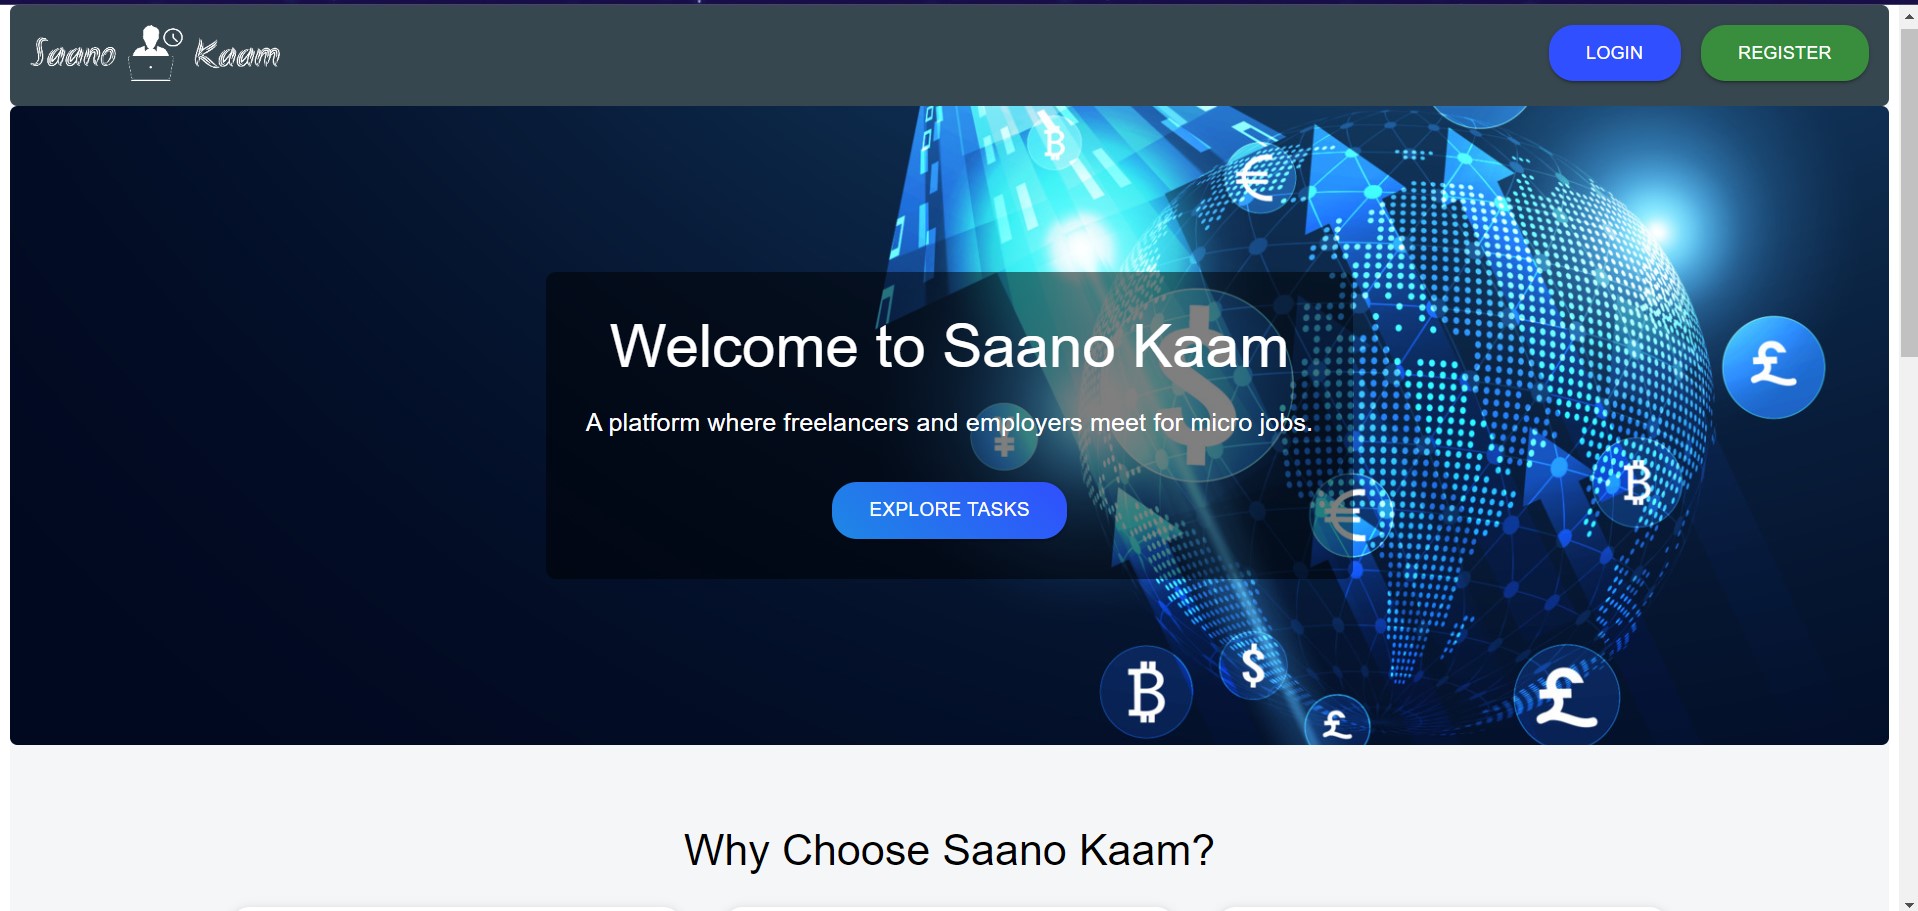 Saano Kaam
LOGIN
REGISTER
Welcome to Saano Kaam
A platform where freelancers and employers meet for micro jobs.
EXPLORE TASKS
Why Choose Saano Kaam?